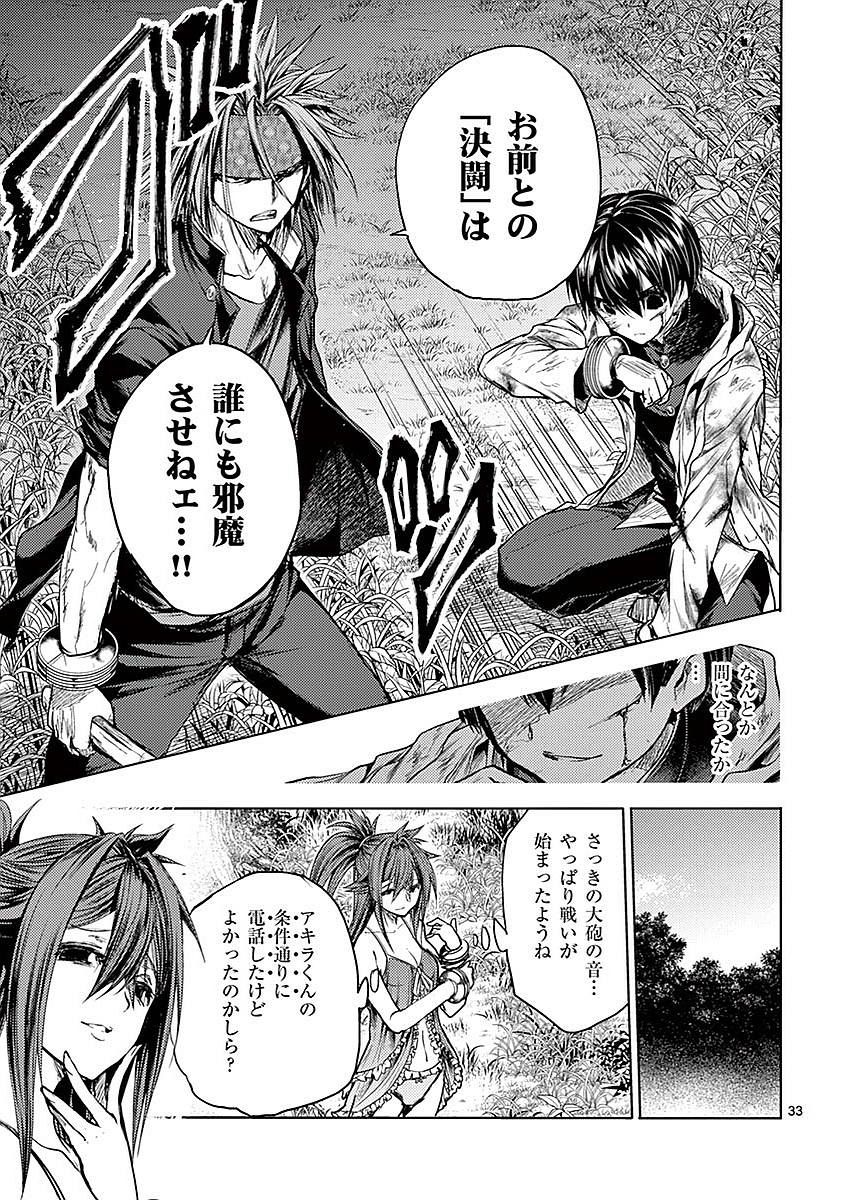 お前との
「決闘」は
誰にも邪魔
させねェ…!!
なんとか
間に合ったか
…
さっきの大砲の音…
やっぱり戦いが
始まったようね
アキラくんの
条件通りに
電話したけど
よかったのかしら？
33